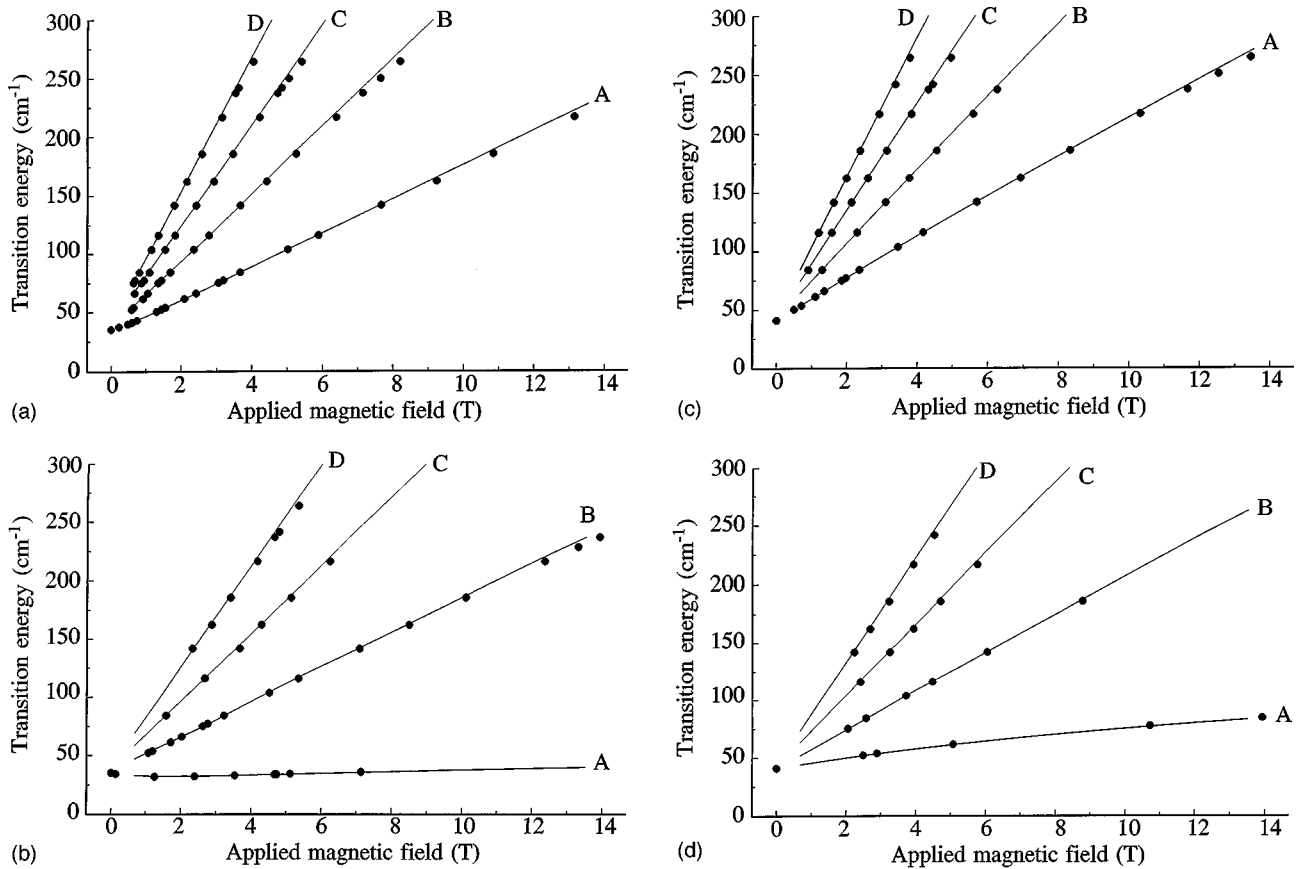 300
250
200
150
100
50
0
Transition energy (cm-1)
D
C
B
A
0 2 4 6 8 10 12 14
(a) Applied magnetic field (T)
300
250
200
150
100
50
0
Transition energy (cm-1)
D
C
B
A
0 2 4 6 8 10 12 14
(c) Applied magnetic field (T)
300
250
200
150
100
50
0
Transition energy (cm-1)
D
C
B
A
0 2 4 6 8 10 12 14
(b) Applied magnetic field (T)
300
250
200
150
100
50
0
Transition energy (cm-1)
D
C
B
A
0 2 4 6 8 10 12 14
(d) Applied magnetic field (T)